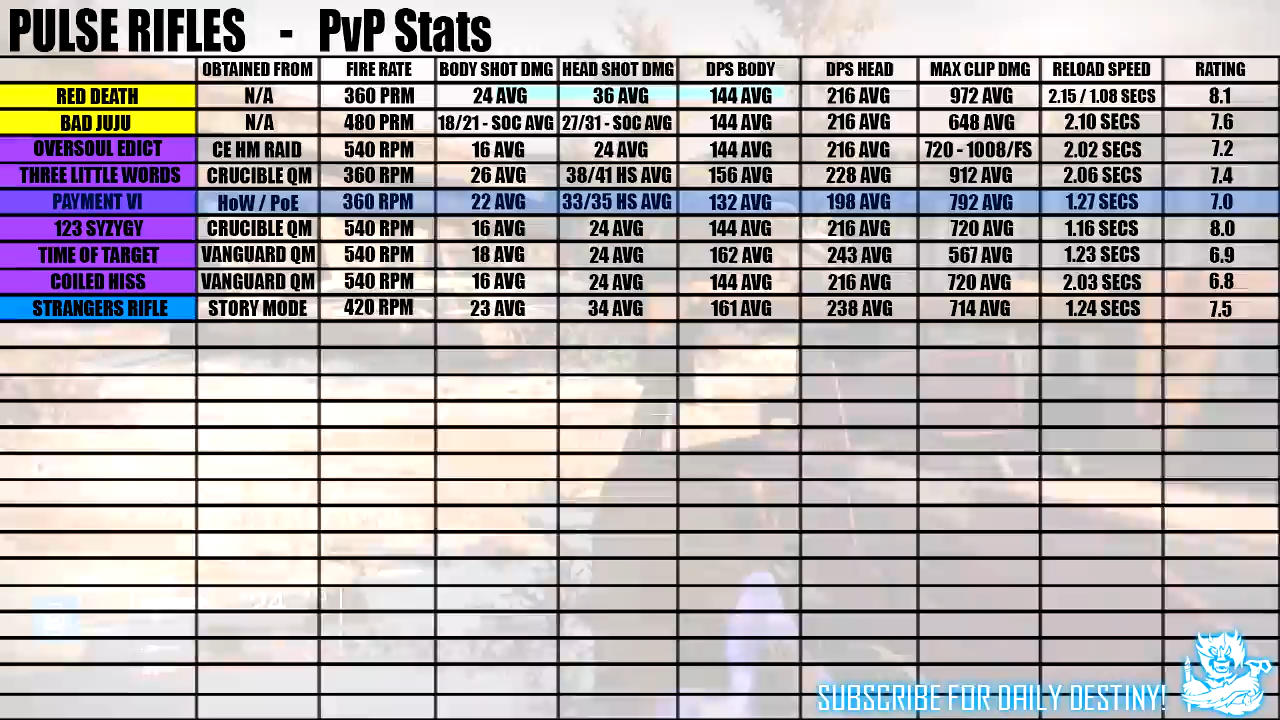 PULSE RIFLES - PvP Stats
OBTAINED FROM FIRE RATE BODY SHOT DMG HEAD SHOT DMG DPS BODY DPS HEAD MAX CLIP DMG RELOAD SPEED RATING
RED DEATH N/A 360 PRM 24 AVG 36 AVG 144 AVG 216 AVG 972 AVG 2.15 / 1.08 SECS 8.1
BAD JUJU N/A 480 PRM 18/21 - SOC AVG 27/31 - SOC AVG 144 AVG 216 AVG 648 AVG 2.10 SECS 7.6
OVERSOUL EDICT CE HM RAID 540 RPM 16 AVG 24 AVG 144 AVG 216 AVG 720 - 1008/FS 2.02 SECS 7.2
THREE LITTLE WORDS CRUCIBLE QM 360 RPM 26 AVG 38/41 HS AVG 156 AVG 228 AVG 912 AVG 2.06 SECS 7.4
PAYMENT VI HoW / PoE 360 RPM 22 AVG 33/35 HS AVG 132 AVG 198 AVG 792 AVG 1.27 SECS 7.0
123 SYZYGY CRUCIBLE QM 540 RPM 16 AVG 24 AVG 144 AVG 216 AVG 720 AVG 1.16 SECS 8.0
TIME OF TARGET VANGUARD QM 540 RPM 18 AVG 24 AVG 162 AVG 243 AVG 567 AVG 1.23 SECS 6.9
COILED HISS VANGUARD QM 540 RPM 16 AVG 24 AVG 144 AVG 216 AVG 720 AVG 2.03 SECS 6.8
STRANGERS RIFLE STORY MODE 420 RPM 23 AVG 34 AVG 161 AVG 238 AVG 714 AVG 1.24 SECS 7.5
SUBSCRIBE FOR DAILY DESTINY!